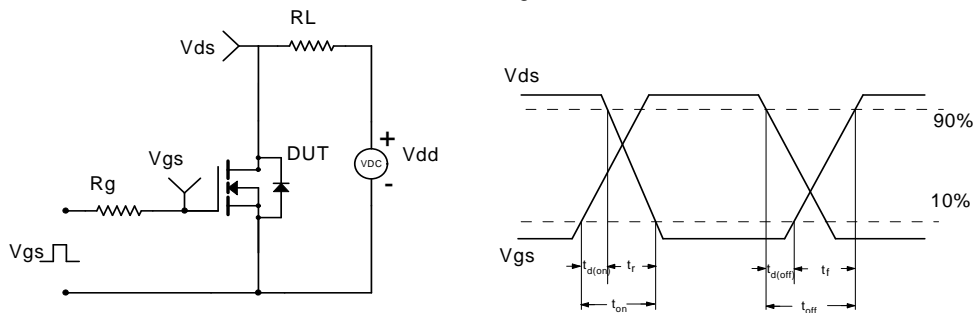 RL
Vds
Vgs
DUT
+
VDC
Vdd
-
Rg
Vgs
Vds
90%
10%
Vgs
td(on)
tr
td(off)
tf
ton
toff